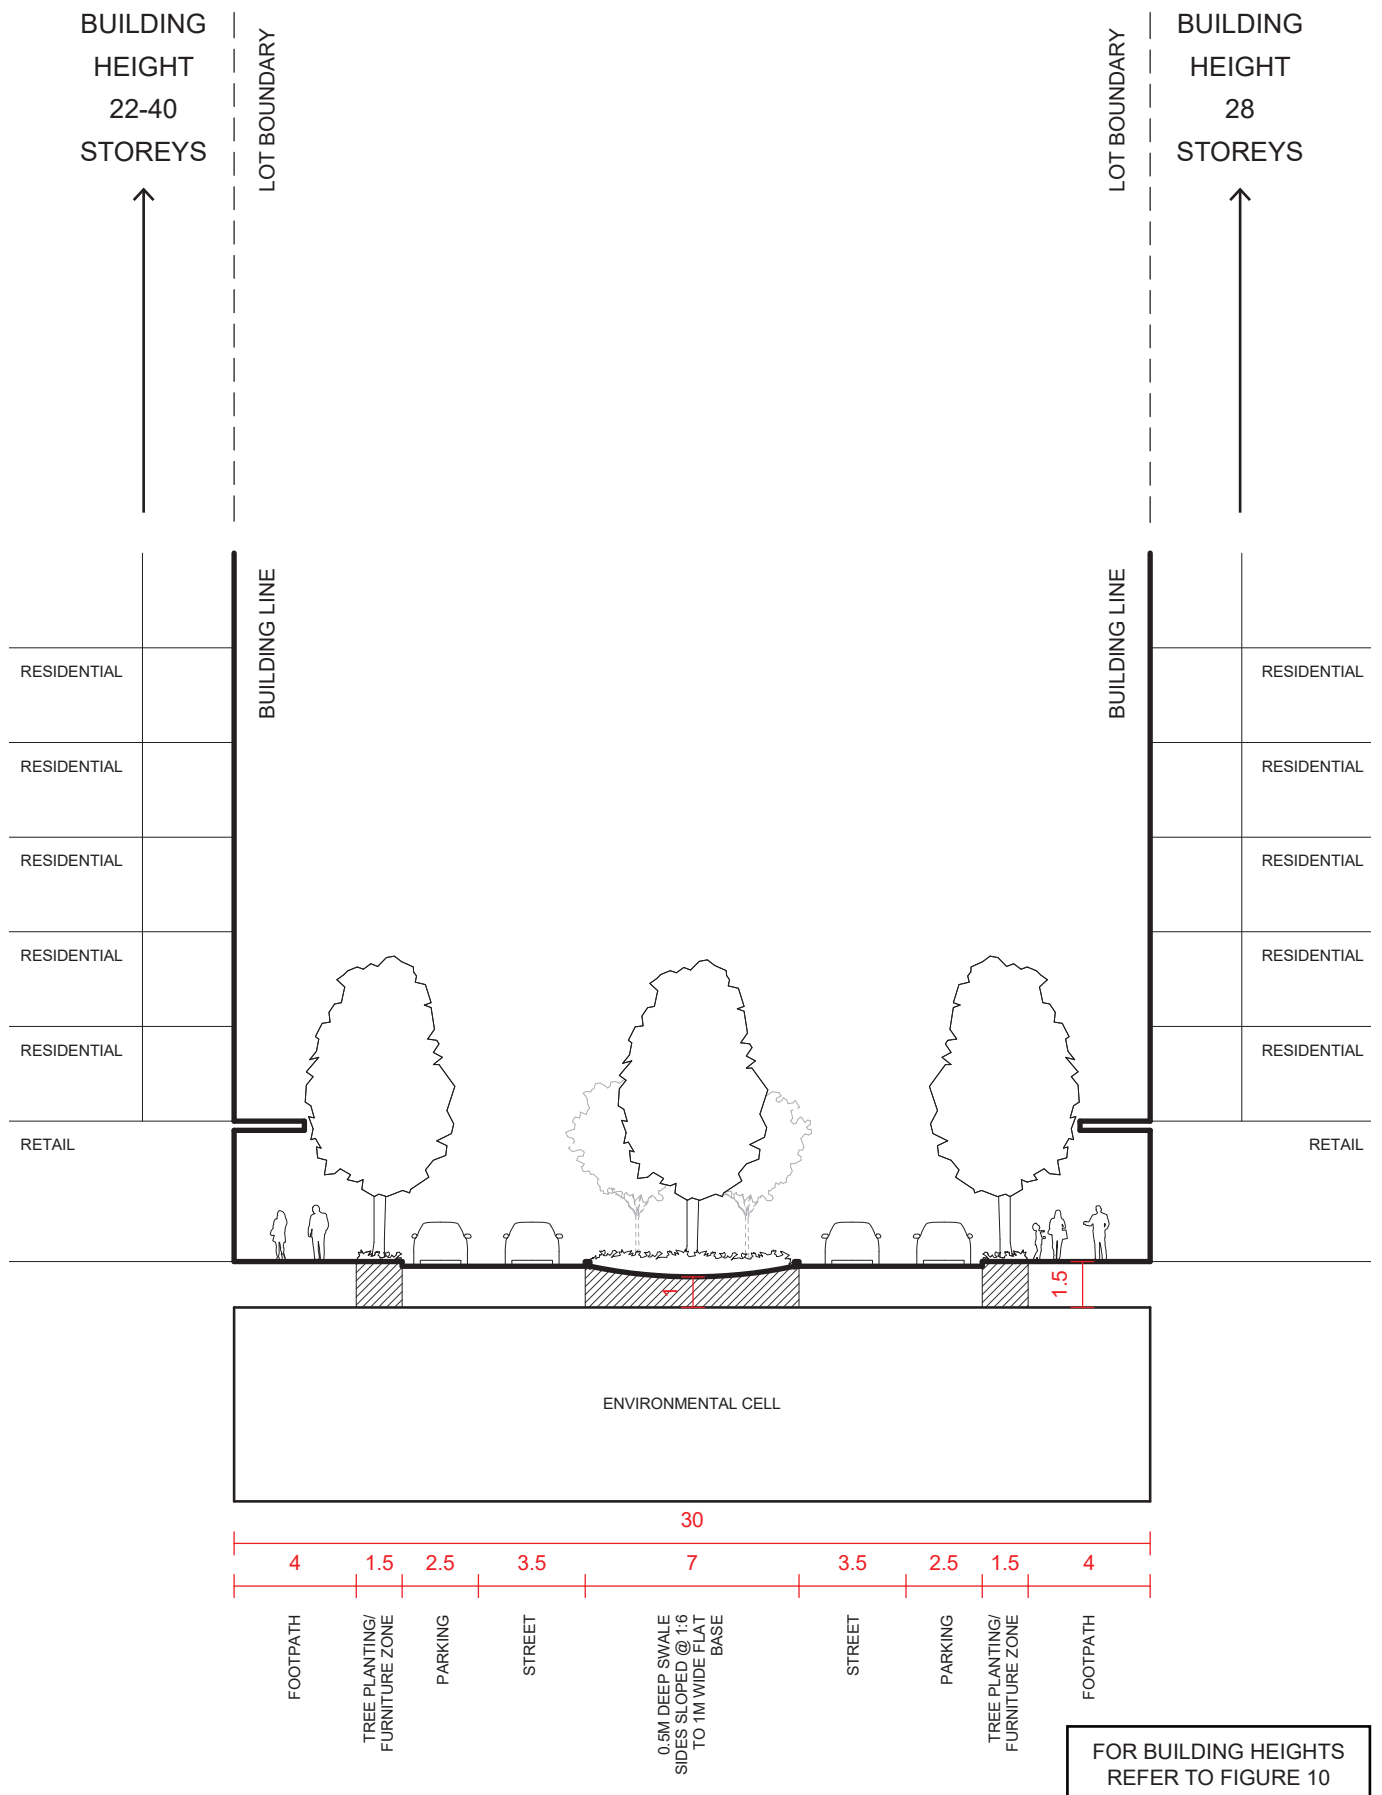 BUILDING
HEIGHT
22-40
STOREYS
LOT BOUNDARY
LOT BOUNDARY
BUILDING
HEIGHT
28
STOREYS
BUILDING LINE
BUILDING LINE
RESIDENTIAL
RESIDENTIAL
RESIDENTIAL
RESIDENTIAL
RESIDENTIAL
RETAIL
RESIDENTIAL
RESIDENTIAL
RESIDENTIAL
RESIDENTIAL
RESIDENTIAL
RETAIL
1
1.5
ENVIRONMENTAL CELL
30
4
1.5
2.5
3.5
7
3.5
2.5
1.5
4
FOOTPATH
TREE PLANTING/
FURNITURE ZONE
PARKING
STREET
0.5M DEEP SWALE
SIDES SLOPED @ 1:6
TO 1M WIDE FLAT
BASE
STREET
PARKING
TREE PLANTING/
FURNITURE ZONE
FOOTPATH
FOR BUILDING HEIGHTS
REFER TO FIGURE 10